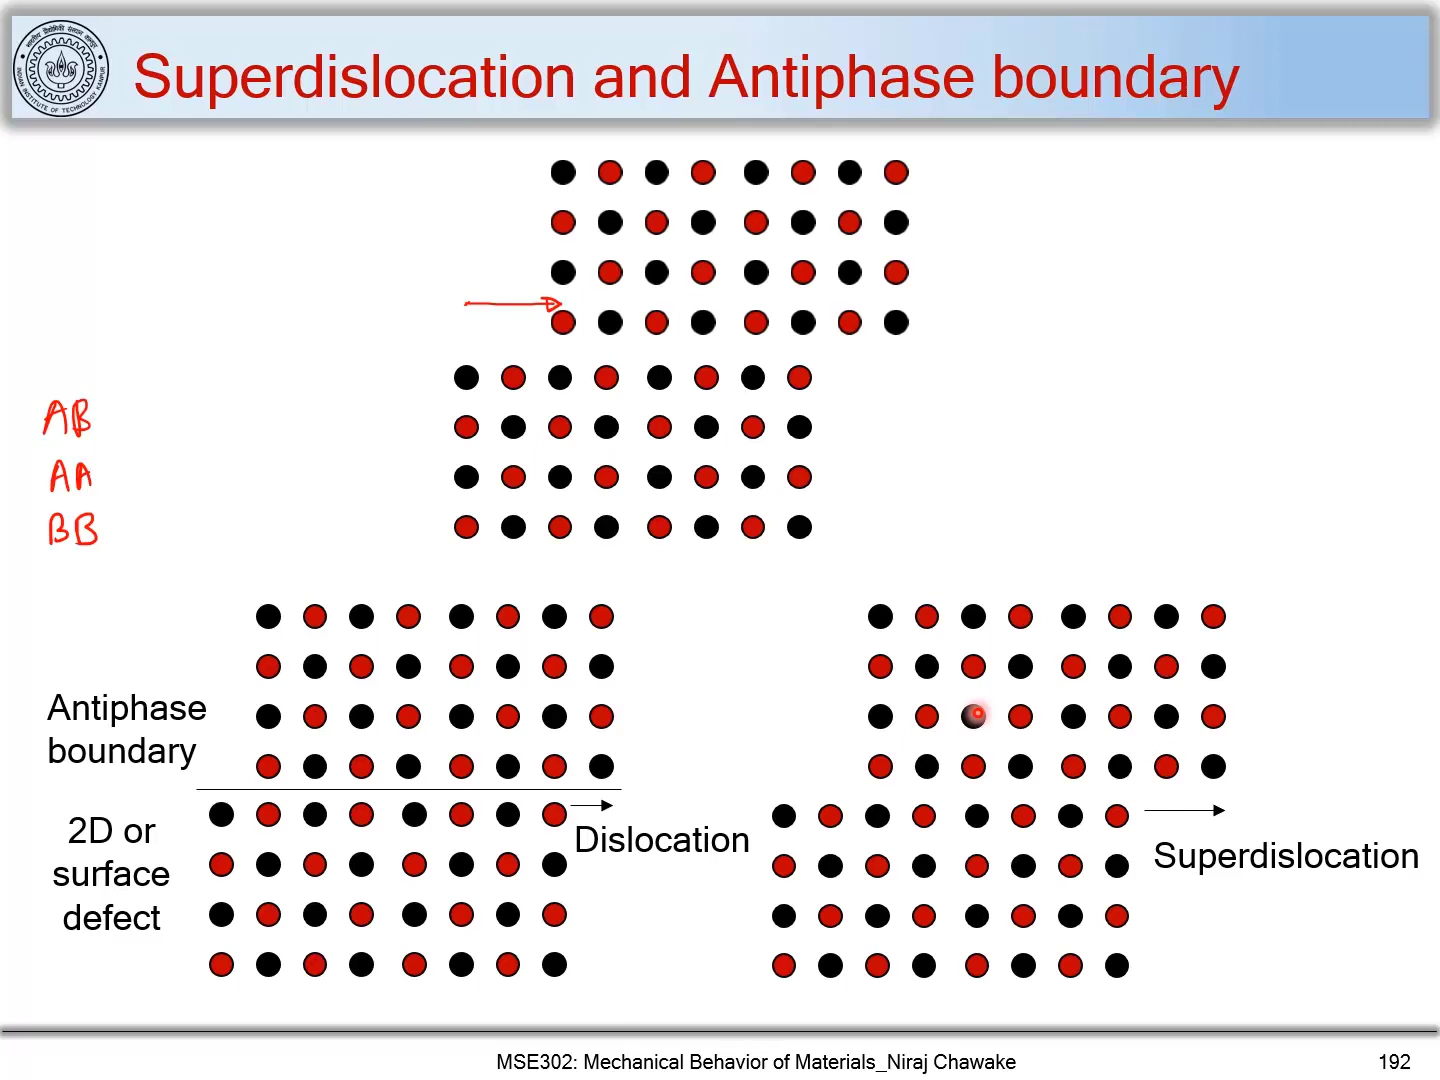 Superdislocation and Antiphase boundary
AB
AA
BB
Antiphase
boundary
2D or
surface
defect
Dislocation
Superdislocation
MSE302: Mechanical Behavior of Materials_Niraj Chawake
192